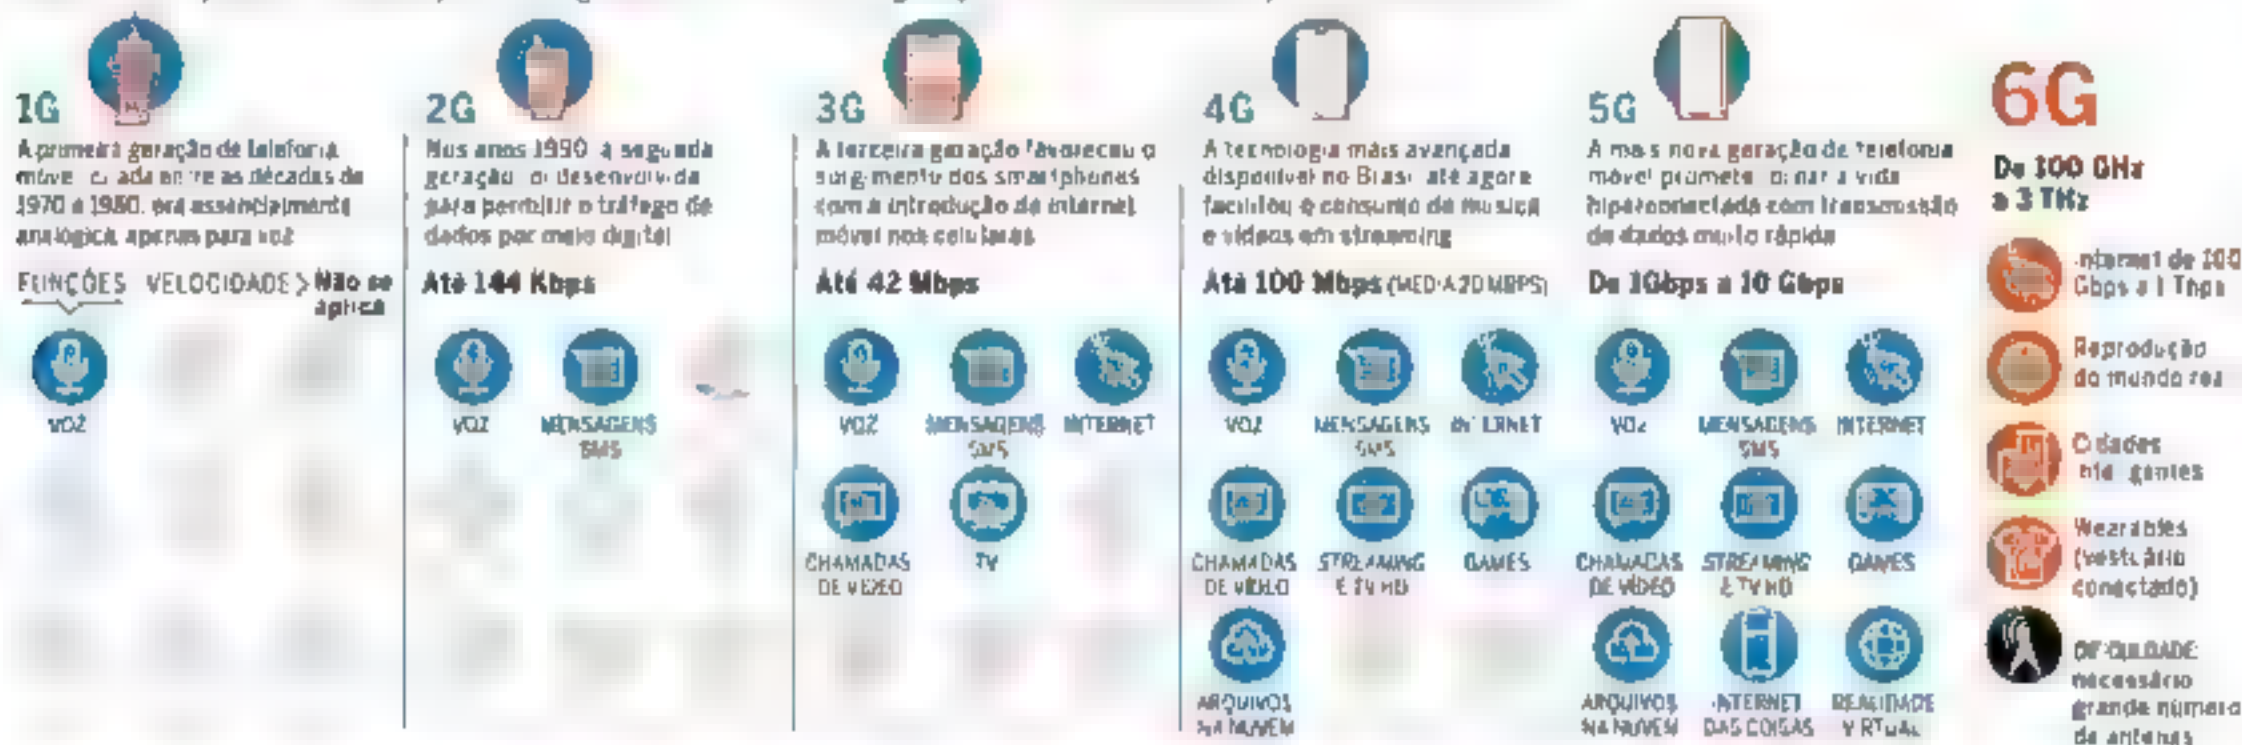 1G
A primeira geração de telefonia
móvel, criada entre as décadas de
1970 e 1980, era essencialmente
analógica, apenas para voz
FUNÇÕES VELOCIDADE > Não se
aplica
VOZ
2G
Nos anos 1990, a segunda
geração foi desenvolvida
para permitir o tráfego de
dados por meio digital
Até 144 Kbps
VOZ
MENSAGENS
SMS
3G
A terceira geração favoreceu o
surgimento dos smartphones
com a introdução da internet
móvel nos celulares
Até 42 Mbps
VOZ
MENSAGENS
SMS
INTERNET
CHAMADAS
DE VÍDEO
TV
4G
A tecnologia mais avançada
disponível no Brasil até agora
facilitou o consumo de música
e vídeos em streaming
Até 100 Mbps (MÉDIA 20 MBPS)
VOZ
MENSAGENS
SMS
INTERNET
CHAMADAS
DE VÍDEO
STREAMING
E TV HD
GAMES
ARQUIVOS
NA NUVEM
5G
A mais nova geração de telefonia
móvel promete tornar a vida
hiperconectada com transmissão
de dados muito rápida
De 1Gbps a 10 Gbps
VOZ
MENSAGENS
SMS
INTERNET
CHAMADAS
DE VÍDEO
STREAMING
E TV HD
GAMES
ARQUIVOS
NA NUVEM
INTERNET
DAS COISAS
REALIDADE
VIRTUAL
6G
De 100 GHz
a 3 THz
Internet de 100
Gbps a 1 Tbps
Reprodução
do mundo real
Cidades
inteligentes
Wearables
(vestuário
conectado)
DIFICULDADE:
necessário
grande número
de antenas